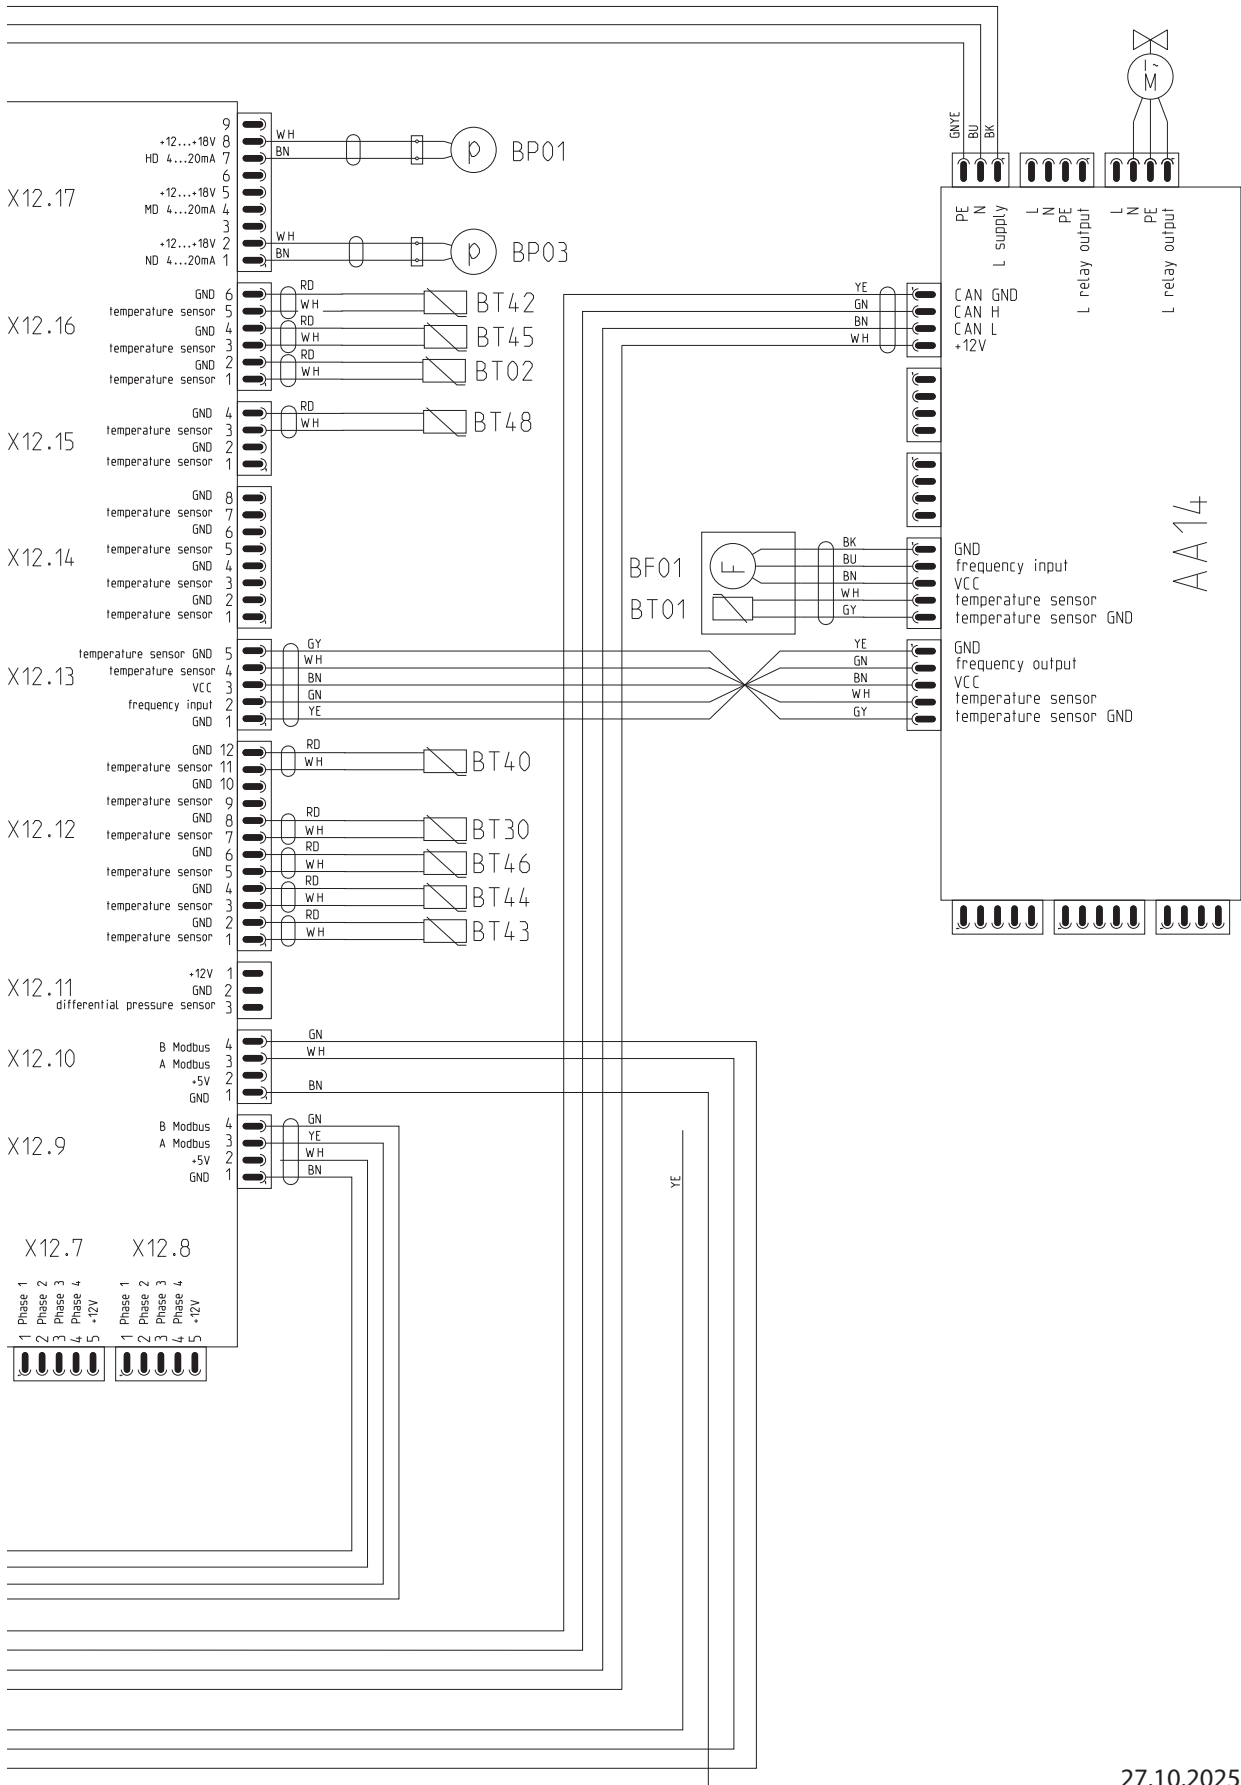 GNYE
BU
BK
I~
M
9
+12...+18V 8 WH
HD 4...20mA 7 BN
p BP01
6
X12.17
+12...+18V 5
MD 4...20mA 4
3
+12...+18V 2 WH
ND 4...20mA 1 BN
p BP03
PE
N
L supply
L
N
PE
L relay output
L
N
PE
L relay output
X12.16
GND 6 RD
temperature sensor 5 WH
BT42
GND 4 RD
temperature sensor 3 WH
BT45
GND 2 RD
temperature sensor 1 WH
BT02
YE CAN GND
GN CAN H
BN CAN L
WH +12V
X12.15
GND 4 RD
temperature sensor 3 WH
BT48
GND 2
temperature sensor 1
X12.14
GND 8
temperature sensor 7
GND 6
temperature sensor 5
GND 4
temperature sensor 3
GND 2
temperature sensor 1
AA14
BF01
F
BT01
BK GND
BU frequency input
BN VCC
WH temperature sensor
GY temperature sensor GND
X12.13
temperature sensor GND 5 GY
temperature sensor 4 WH
VCC 3 BN
frequency input 2 GN
GND 1 YE
YE GND
GN frequency output
BN VCC
WH temperature sensor
GY temperature sensor GND
X12.12
GND 12 RD
temperature sensor 11 WH
BT40
GND 10
temperature sensor 9
GND 8 RD
temperature sensor 7 WH
BT30
GND 6 RD
temperature sensor 5 WH
BT46
GND 4 RD
temperature sensor 3 WH
BT44
GND 2 RD
temperature sensor 1 WH
BT43
X12.11
+12V 1
GND 2
differential pressure sensor 3
X12.10
B Modbus 4 GN
A Modbus 3 WH
+5V 2
GND 1 BN
X12.9
B Modbus 4 GN
A Modbus 3 YE
+5V 2 WH
GND 1 BN
YE
X12.7
1 Phase 1
2 Phase 2
3 Phase 3
4 Phase 4
5 +12V
X12.8
1 Phase 1
2 Phase 2
3 Phase 3
4 Phase 4
5 +12V
27.10.2025